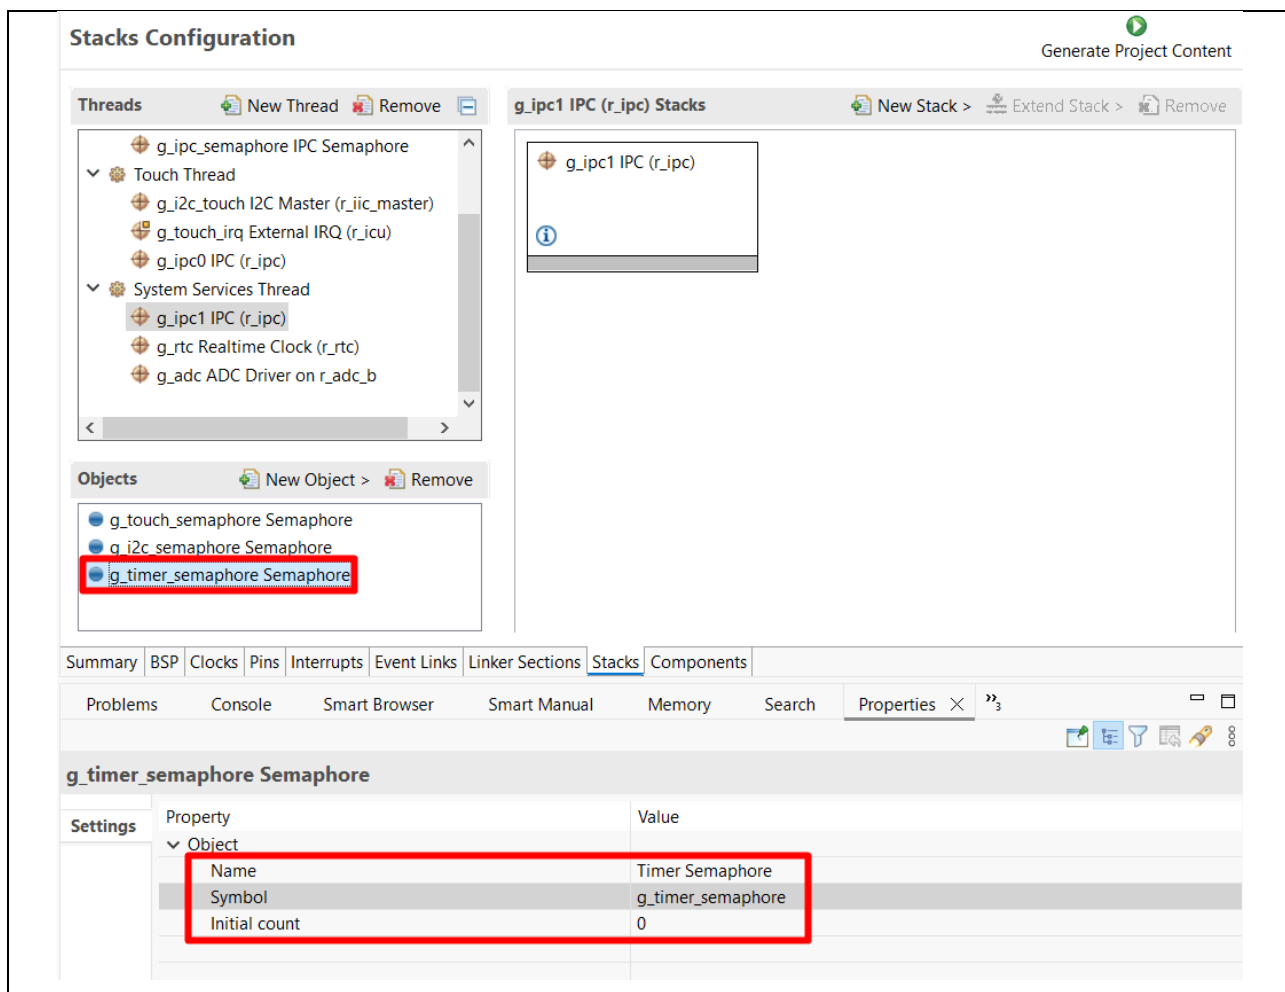 Stacks Configuration
Generate Project Content
Threads New Thread Remove
g_ipc_semaphore IPC Semaphore
Touch Thread
g_i2c_touch I2C Master (r_iic_master)
g_touch_irq External IRQ (r_icu)
g_ipc0 IPC (r_ipc)
System Services Thread
g_ipc1 IPC (r_ipc)
g_rtc Realtime Clock (r_rtc)
g_adc ADC Driver on r_adc_b
g_ipc1 IPC (r_ipc) Stacks New Stack > Extend Stack > Remove
g_ipc1 IPC (r_ipc)
Objects New Object > Remove
g_touch_semaphore Semaphore
g_i2c_semaphore Semaphore
g_timer_semaphore Semaphore
Summary BSP Clocks Pins Interrupts Event Links Linker Sections Stacks Components
Problems Console Smart Browser Smart Manual Memory Search Properties 3
g_timer_semaphore Semaphore
Settings
Property Value
Object
Name Timer Semaphore
Symbol g_timer_semaphore
Initial count 0